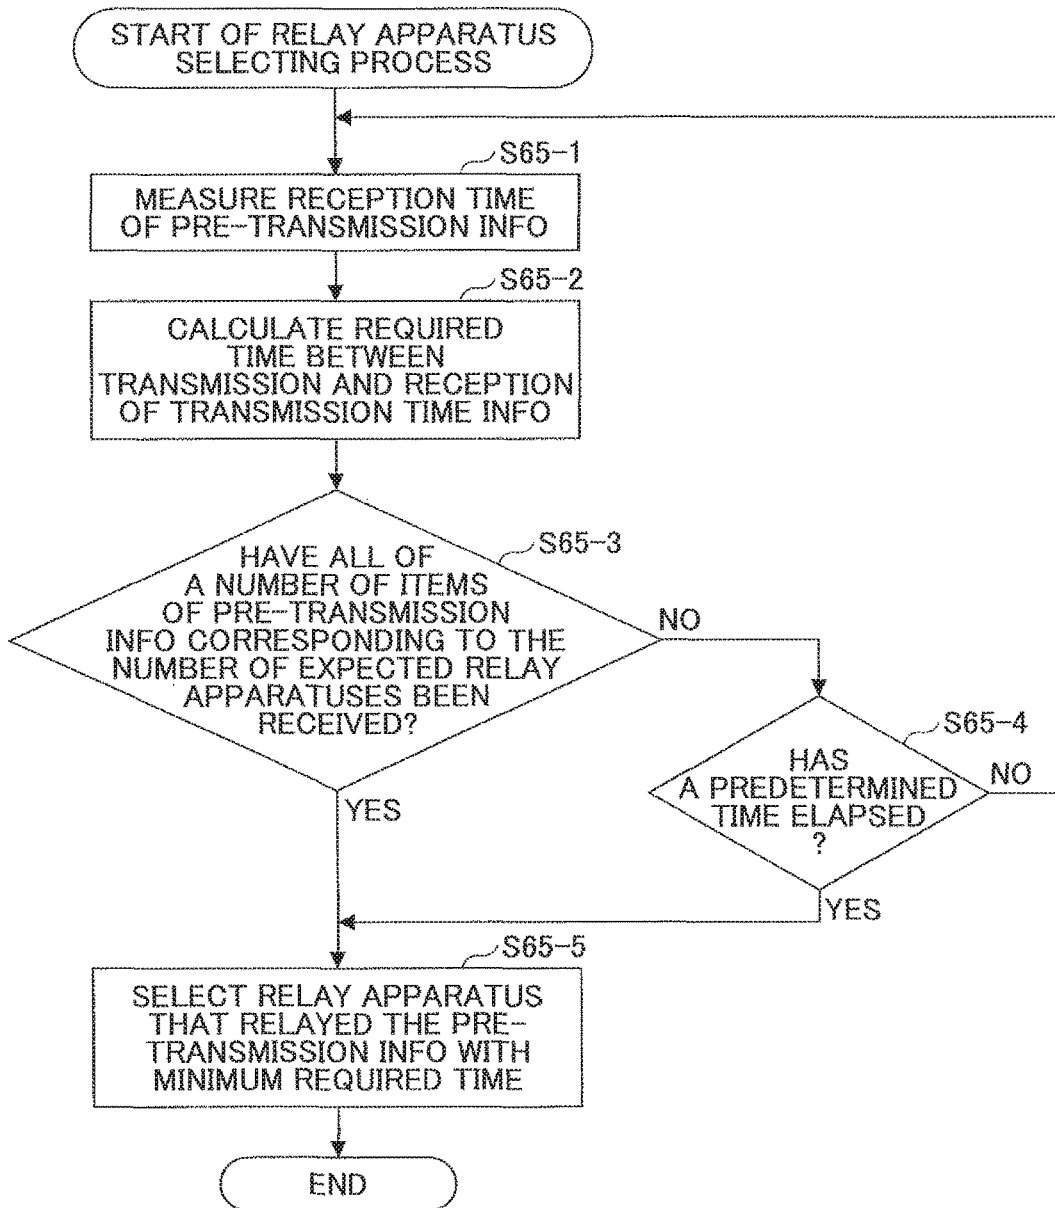 START OF RELAY APPARATUS
SELECTING PROCESS
S65-1
MEASURE RECEPTION TIME
OF PRE-TRANSMISSION INFO
S65-2
CALCULATE REQUIRED
TIME BETWEEN
TRANSMISSION AND RECEPTION
OF TRANSMISSION TIME INFO
S65-3
HAVE ALL OF
A NUMBER OF ITEMS
OF PRE-TRANSMISSION
INFO CORRESPONDING TO THE
NUMBER OF EXPECTED RELAY
APPARATUSES BEEN
RECEIVED?
NO
YES
S65-4
HAS
A PREDETERMINED
TIME ELAPSED
?
NO
YES
S65-5
SELECT RELAY APPARATUS
THAT RELAYED THE PRE-
TRANSMISSION INFO WITH
MINIMUM REQUIRED TIME
END